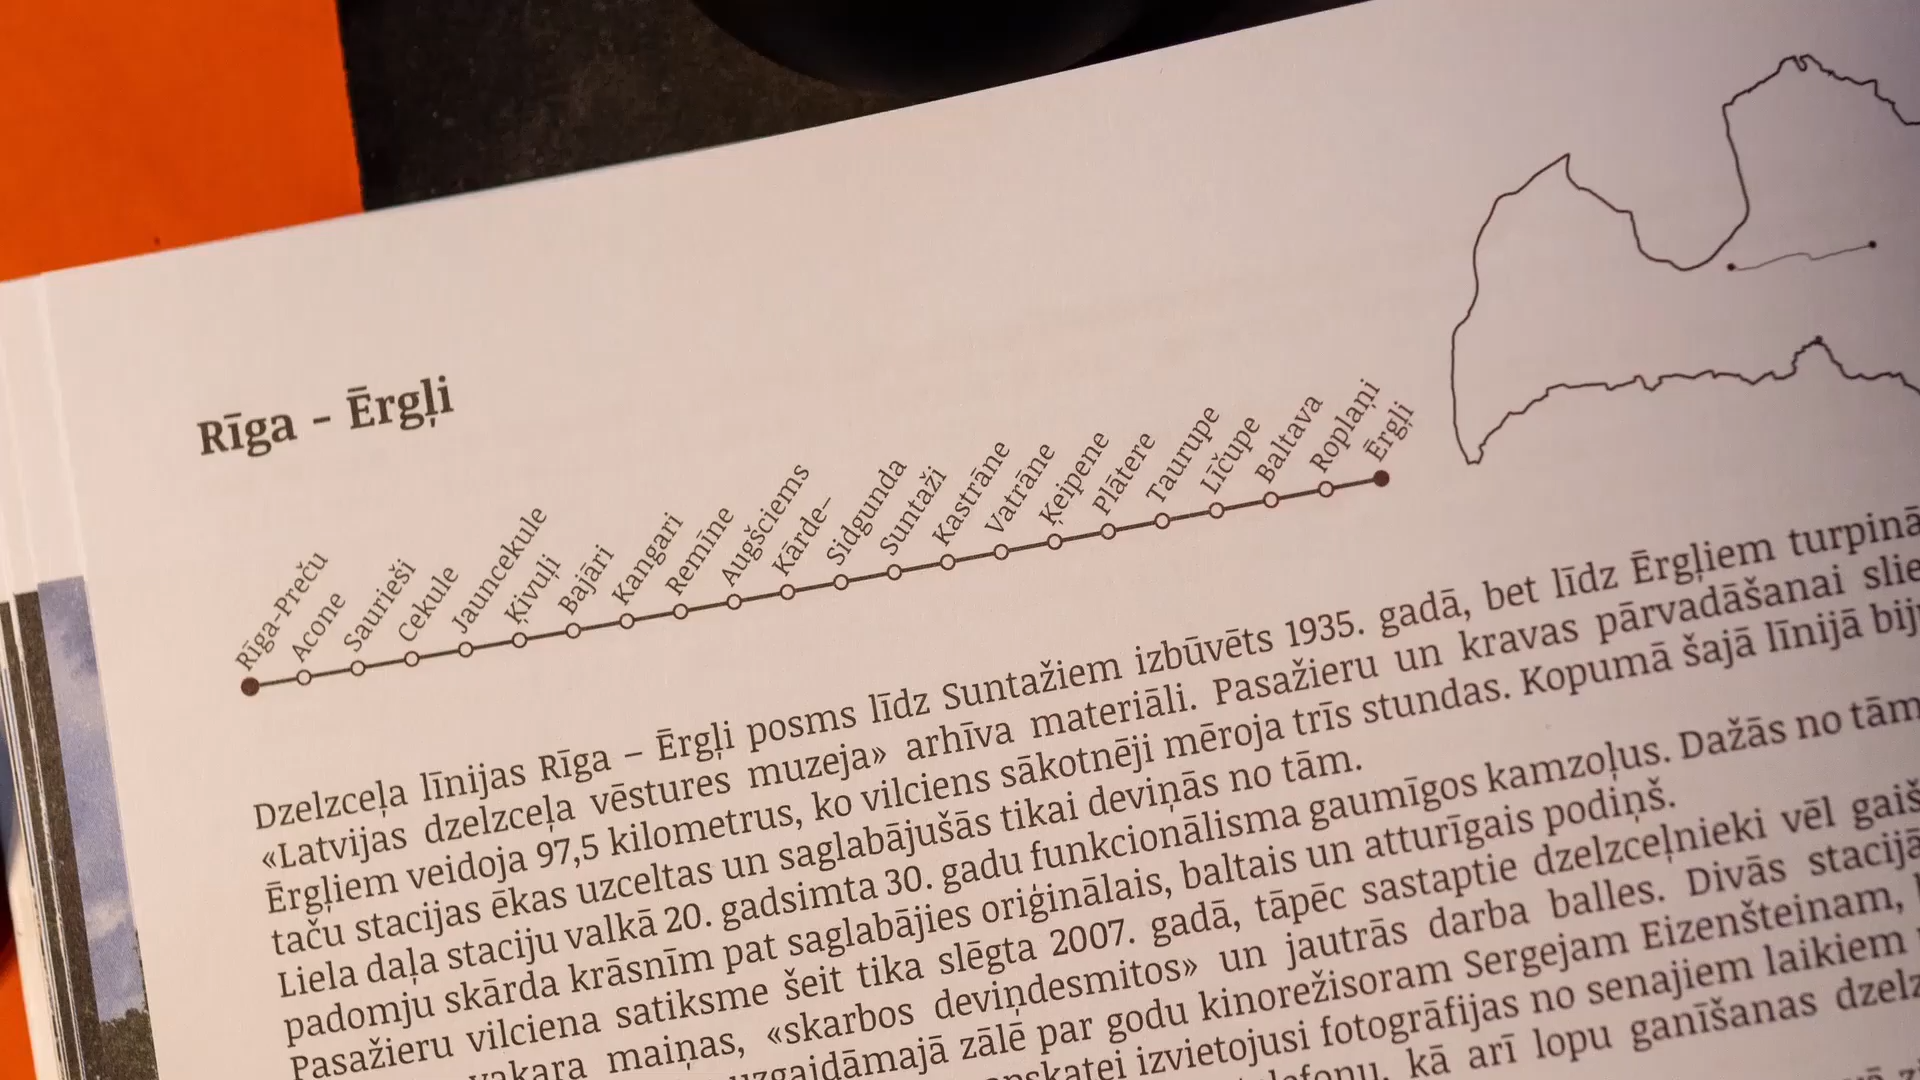 Rīga – Ērgļi
Rīga-Preču
Acone
Saurieši
Cekule
Jauncekule
Ķivuļi
Bajāri
Kangari
Remīne
Augšciems
Kārde-
Sidgunda
Suntaži
Kastrāne
Vatrāne
Ķeipene
Plātere
Taurupe
Līčupe
Baltava
Roplaņi
Ērgļi
Dzelzceļa līnijas Rīga – Ērgļi posms līdz Suntažiem izbūvēts 1935. gadā, bet līdz Ērgļiem turpinā
«Latvijas dzelzceļa vēstures muzeja» arhīva materiāli. Pasažieru un kravas pārvadāšanai slie
Ērgļiem veidoja 97,5 kilometrus, ko vilciens sākotnēji mēroja trīs stundas. Kopumā šajā līnijā bij
taču stacijas ēkas uzceltas un saglabājušās tikai deviņās no tām.
Liela daļa staciju valkā 20. gadsimta 30. gadu funkcionālisma gaumīgos kamzoļus. Dažās no tām
padomju skārda krāsnīm pat saglabājies oriģinālais, baltais un atturīgais podiņš.
Pasažieru vilciena satiksme šeit tika slēgta 2007. gadā, tāpēc sastaptie dzelzceļnieki vēl gaiš
vakara maiņas, «skarbos deviņdesmitos» un jautrās darba balles. Divās stacijā
uzgaidāmajā zālē par godu kinorežisoram Sergejam Eizenšteinam,
apskatei izvietojusi fotogrāfijas no senajiem laikiem
kā arī lopu ganīšanas dzelz